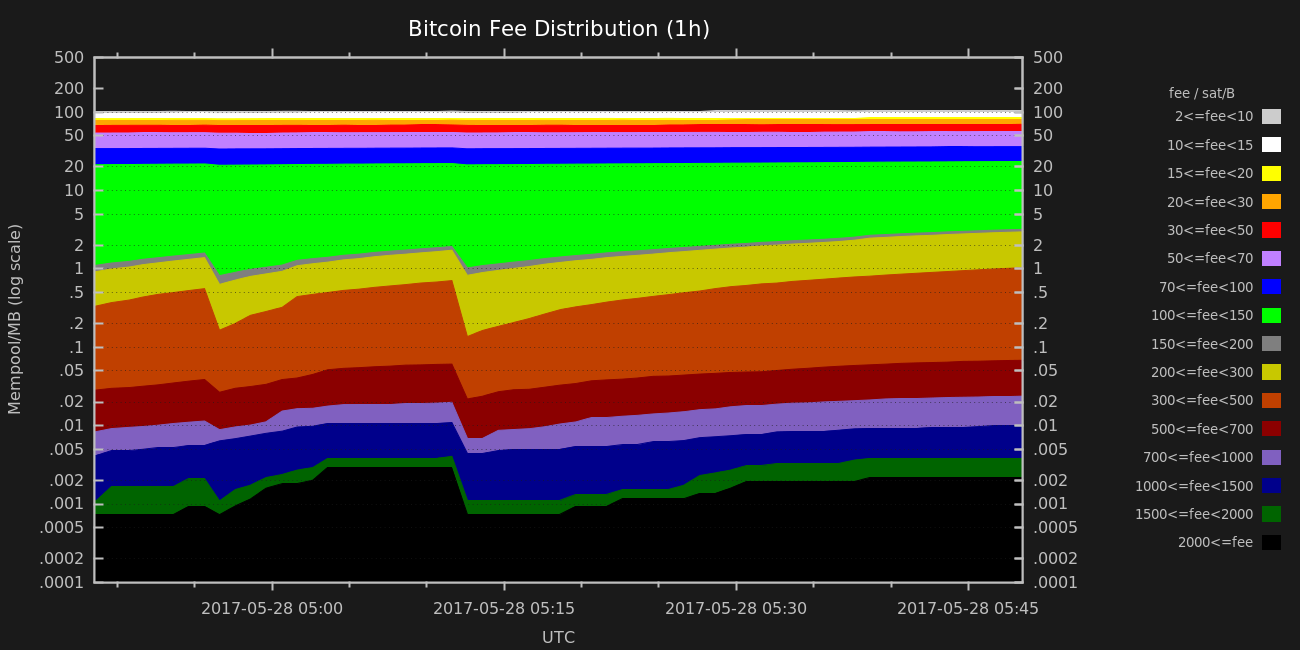 Bitcoin Fee Distribution (1h)
500
200
100
50
20
10
5
2
1
.5
.2
.1
.05
.02
.01
.005
.002
.001
.0005
.0002
.0001
Mempool/MB (log scale)
500
200
100
50
20
10
5
2
1
.5
.2
.1
.05
.02
.01
.005
.002
.001
.0005
.0002
.0001
2017-05-28 05:00
2017-05-28 05:15
2017-05-28 05:30
2017-05-28 05:45
UTC
fee / sat/B
2<=fee<10
10<=fee<15
15<=fee<20
20<=fee<30
30<=fee<50
50<=fee<70
70<=fee<100
100<=fee<150
150<=fee<200
200<=fee<300
300<=fee<500
500<=fee<700
700<=fee<1000
1000<=fee<1500
1500<=fee<2000
2000<=fee